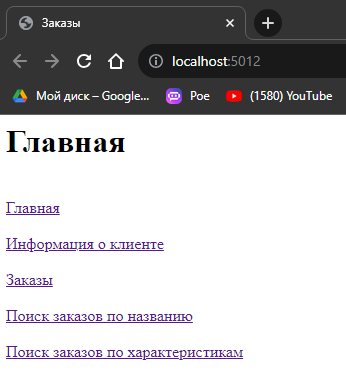 Заказы
localhost:5012
Мой диск – Google... Poe (1580) YouTube
Главная
Главная
Информация о клиенте
Заказы
Поиск заказов по названию
Поиск заказов по характеристикам